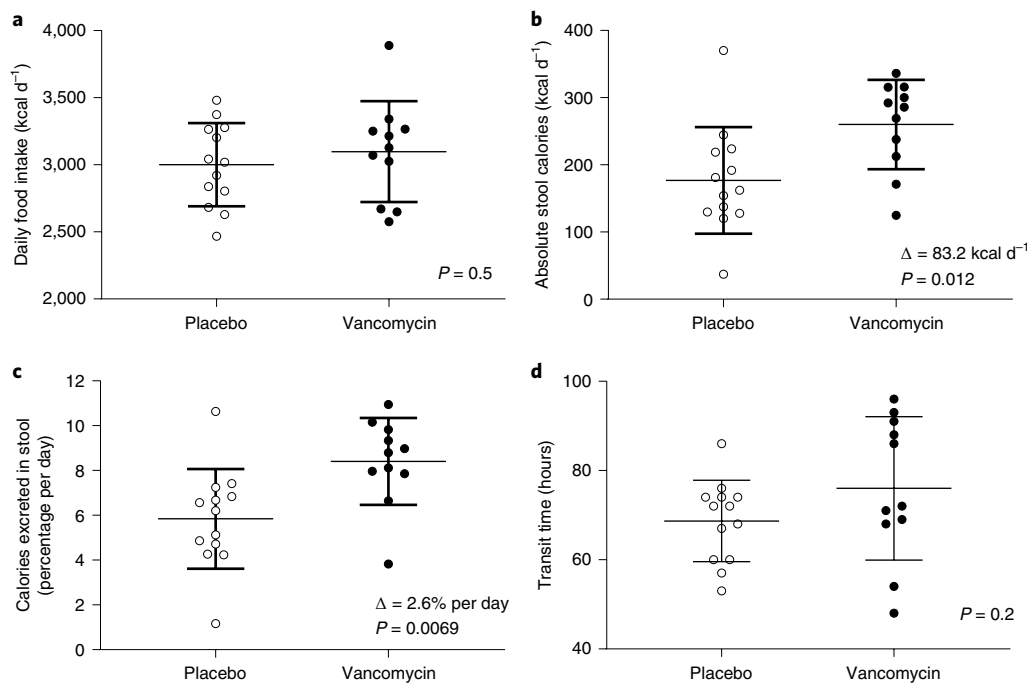 a
Daily food intake (kcal d⁻¹)
4,000
3,500
3,000
2,500
2,000
P = 0.5
Placebo
Vancomycin
b
Absolute stool calories (kcal d⁻¹)
400
300
200
100
0
Δ = 83.2 kcal d⁻¹
P = 0.012
Placebo
Vancomycin
c
Calories excreted in stool
(percentage per day)
12
10
8
6
4
2
0
Δ = 2.6% per day
P = 0.0069
Placebo
Vancomycin
d
Transit time (hours)
100
80
60
40
P = 0.2
Placebo
Vancomycin